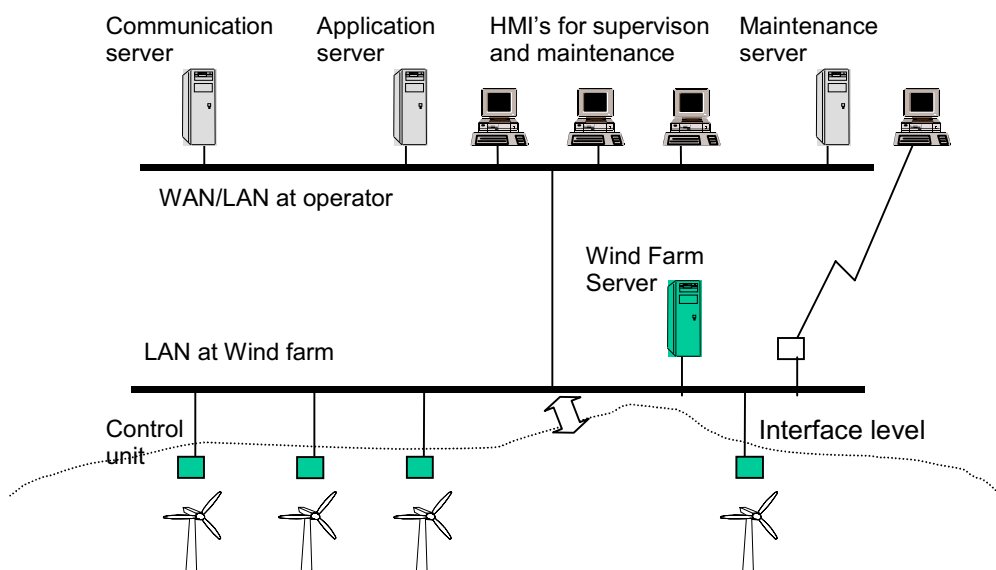 Communication
server
Application
server
HMI's for supervison
and maintenance
Maintenance
server
WAN/LAN at operator
Wind Farm
Server
LAN at Wind farm
Control
unit
Interface level